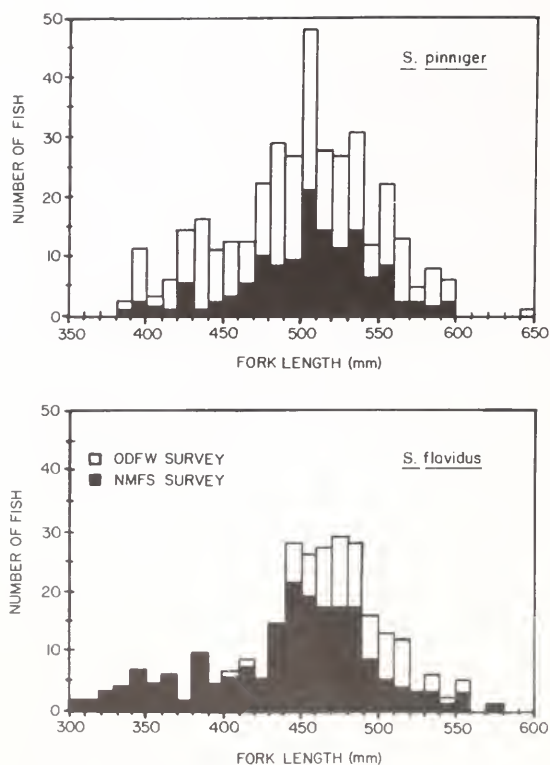 S. pinniger
NUMBER OF FISH
50
40
30
20
10
0
350 400 450 500 550 600 650
FORK LENGTH (mm)
S. flavidus
ODFW SURVEY
NMFS SURVEY
NUMBER OF FISH
50
40
30
20
10
0
300 350 400 450 500 550 600
FORK LENGTH (mm)